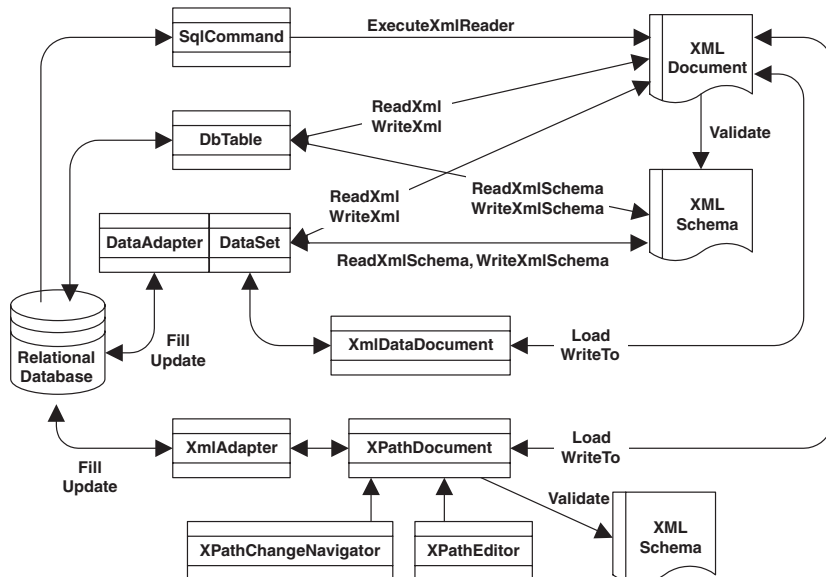 SqlCommand
ExecuteXmlReader
XML
Document
ReadXml
WriteXml
DbTable
Validate
ReadXml
WriteXml
ReadXmlSchema
WriteXmlSchema
XML
Schema
DataAdapter
DataSet
ReadXmlSchema, WriteXmlSchema
Relational
Database
Fill
Update
XmlDataDocument
Load
WriteTo
Fill
Update
XmlAdapter
XPathDocument
Load
WriteTo
Validate
XML
Schema
XPathChangeNavigator
XPathEditor